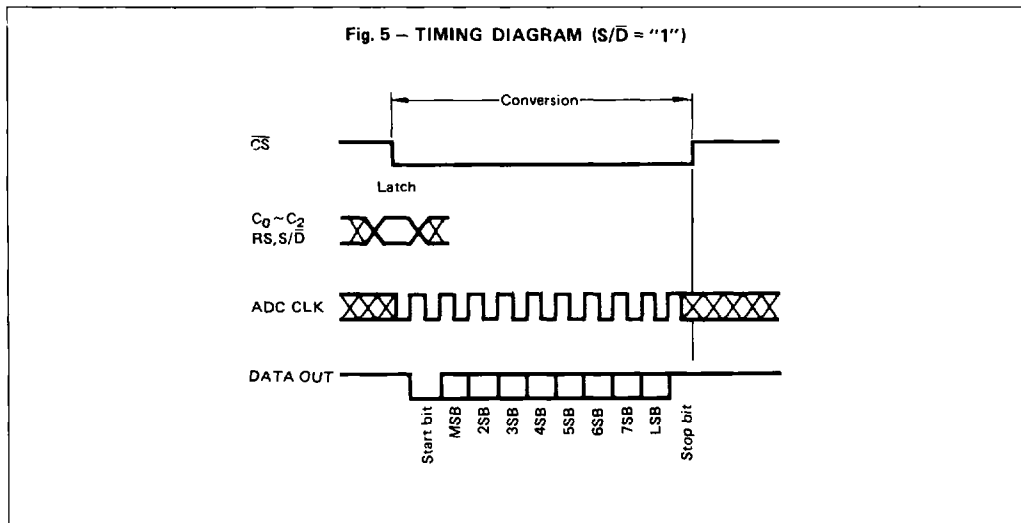 Fig. 5 – TIMING DIAGRAM (S/D̅ = "1")
Conversion
C̅S̅
Latch
C₀ ~ C₂
RS, S/D̅
ADC CLK
DATA OUT
Start bit
MSB
2SB
3SB
4SB
5SB
6SB
7SB
LSB
Stop bit